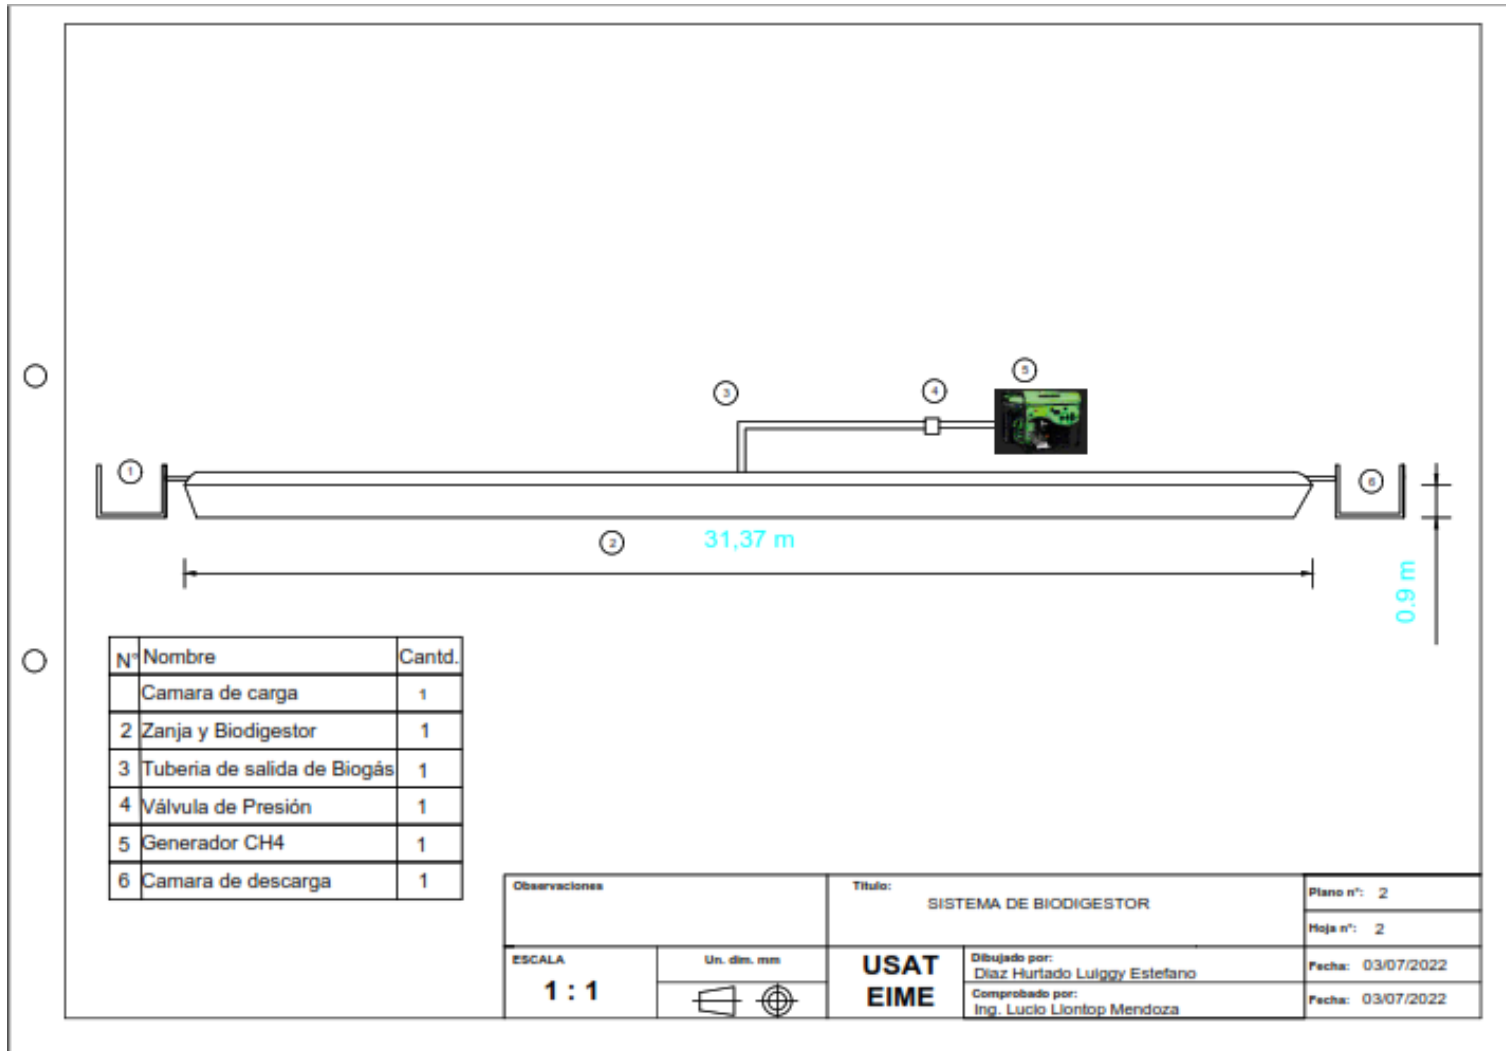 5
3
4
1
6
2
31,37 m
0.9 m
N° Nombre Cantd.
Camara de carga 1
2 Zanja y Biodigestor 1
3 Tuberia de salida de Biogás 1
4 Válvula de Presión 1
5 Generador CH4 1
6 Camara de descarga 1
Observaciones
Titulo:
SISTEMA DE BIODIGESTOR
Plano n°: 2
Hoja n°: 2
ESCALA
1 : 1
Un. dim. mm
USAT
EIME
Dibujado por:
Diaz Hurtado Luiggy Estefano
Fecha: 03/07/2022
Comprobado por:
Ing. Lucio Llontop Mendoza
Fecha: 03/07/2022